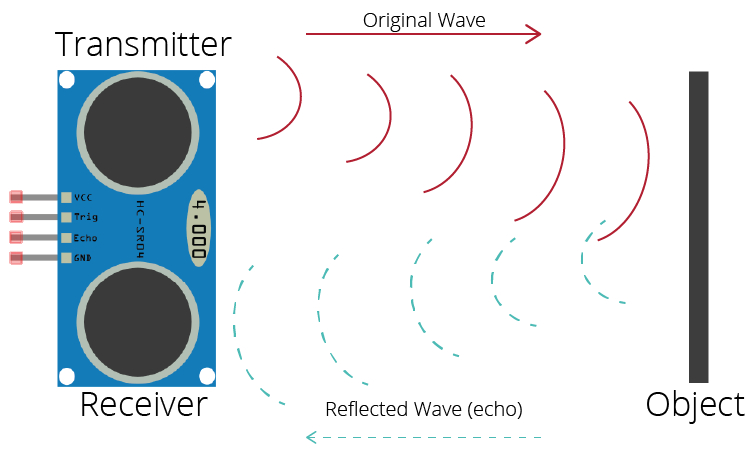 Original Wave
Transmitter
VCC
Trig
Echo
GND
HC-SR04
4.000
Receiver
Reflected Wave (echo)
Object